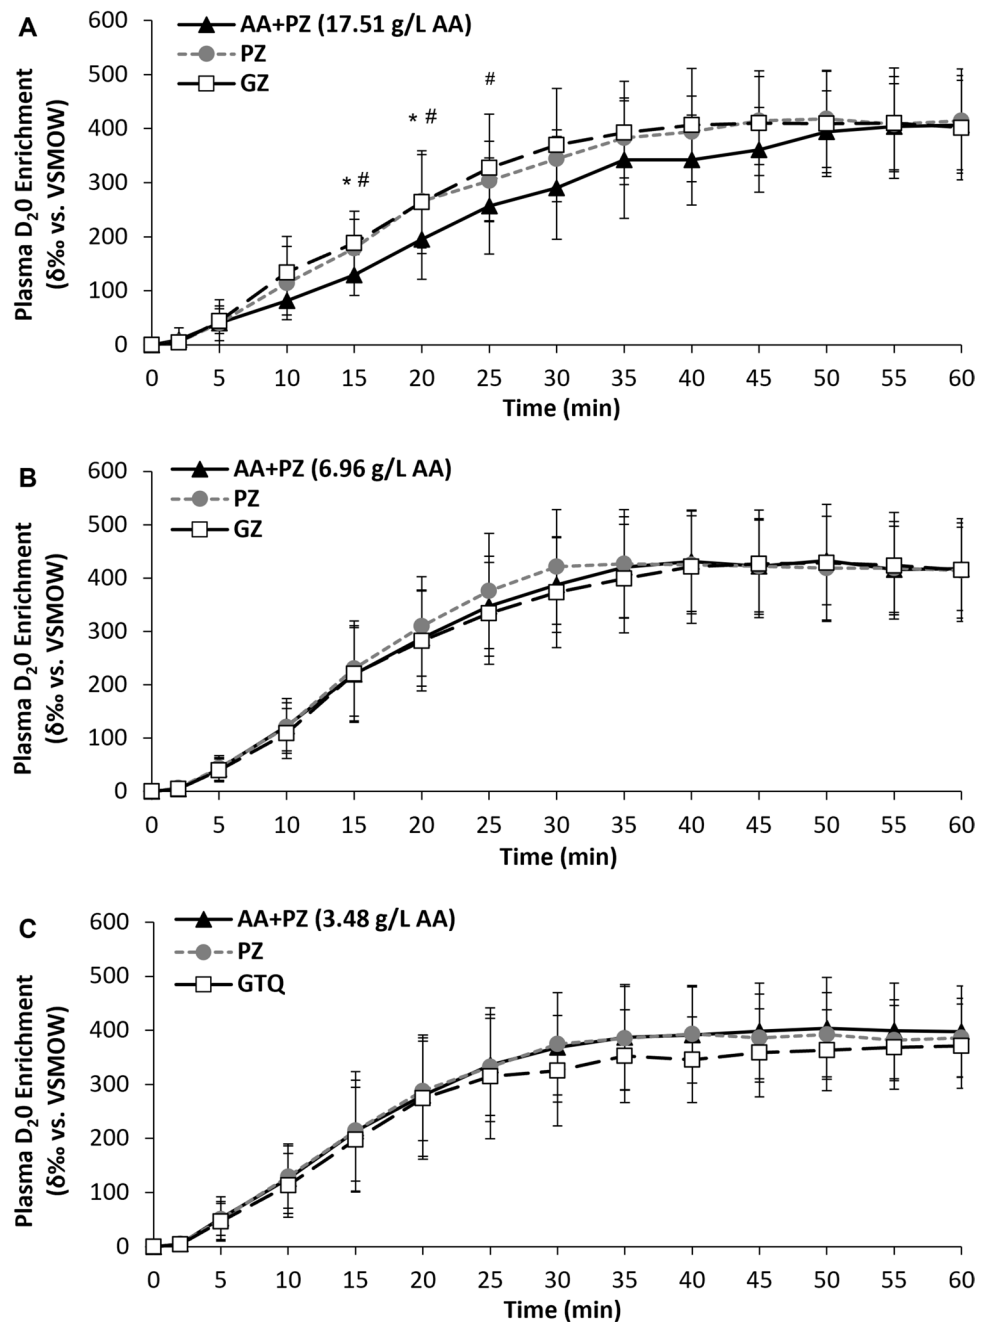 A
AA+PZ (17.51 g/L AA)
PZ
GZ
Plasma D₂0 Enrichment
(δ‰ vs. VSMOW)
600
500
400
300
200
100
0
* #
* #
#
0 5 10 15 20 25 30 35 40 45 50 55 60
Time (min)
B
AA+PZ (6.96 g/L AA)
PZ
GZ
Plasma D₂0 Enrichment
(δ‰ vs. VSMOW)
600
500
400
300
200
100
0
0 5 10 15 20 25 30 35 40 45 50 55 60
Time (min)
C
AA+PZ (3.48 g/L AA)
PZ
GTQ
Plasma D₂0 Enrichment
(δ‰ vs. VSMOW)
600
500
400
300
200
100
0
0 5 10 15 20 25 30 35 40 45 50 55 60
Time (min)